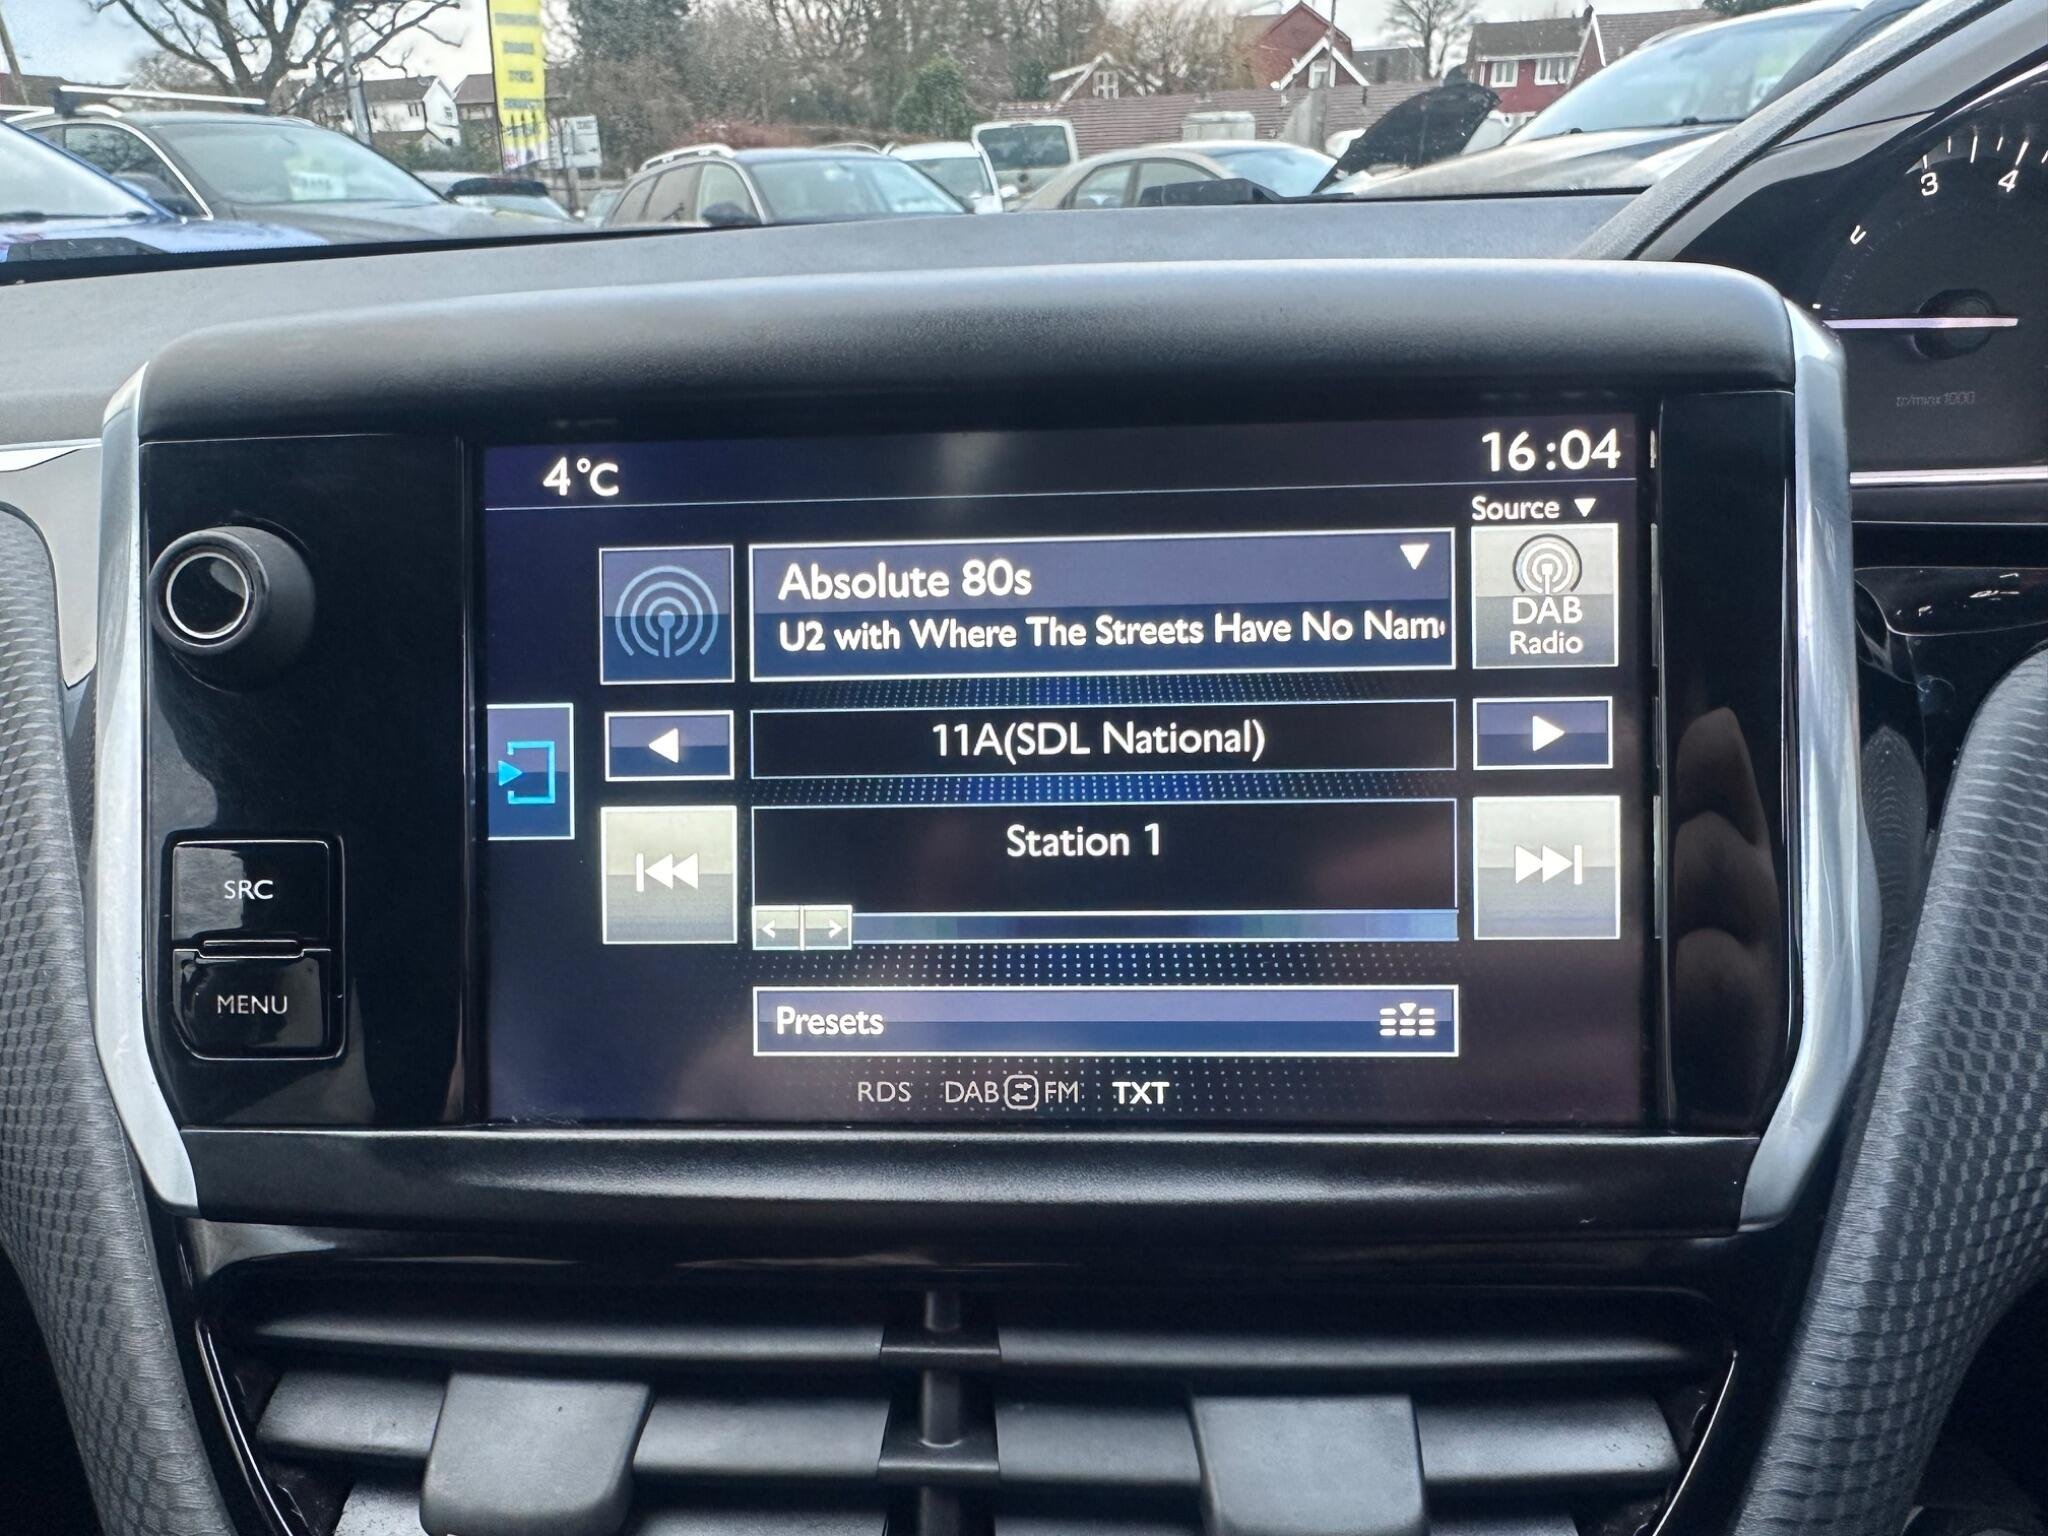 3 4
4°C
16:04
Source
Absolute 80s
U2 with Where The Streets Have No Nam
DAB
Radio
11A(SDL National)
SRC
Station 1
MENU
Presets
RDS DAB FM TXT